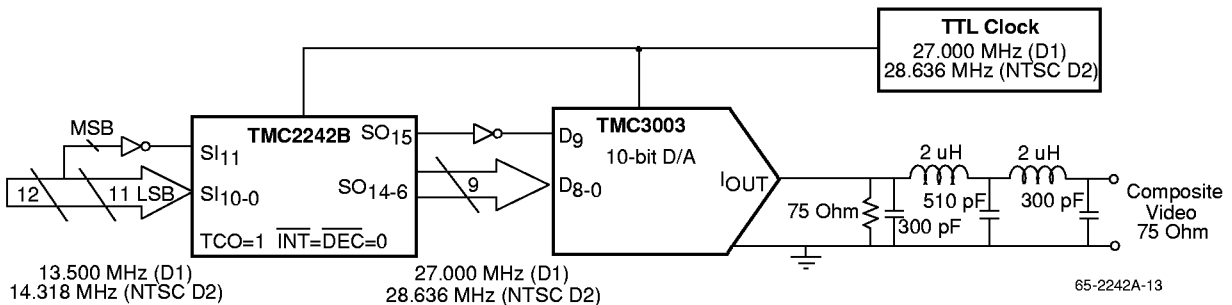 TTL Clock
27.000 MHz (D1)
28.636 MHz (NTSC D2)
MSB
TMC2242B
SO15
SI11
12
11 LSB
SI10-0
SO14-6
9
TCO=1 INT=DEC=0
TMC3003
D9
10-bit D/A
D8-0
IOUT
2 uH
2 uH
75 Ohm
300 pF
510 pF
300 pF
Composite
Video
75 Ohm
13.500 MHz (D1)
14.318 MHz (NTSC D2)
27.000 MHz (D1)
28.636 MHz (NTSC D2)
65-2242A-13